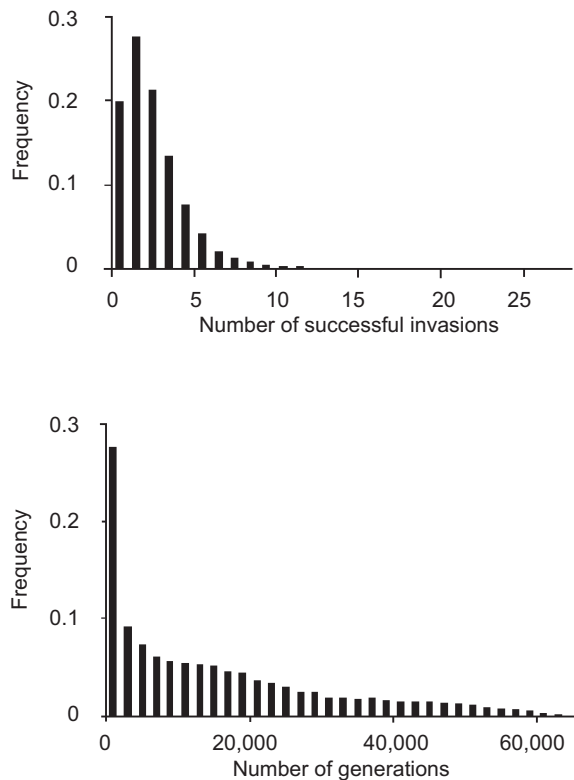 0.3
0.2
0.1
0
Frequency
0 5 10 15 20 25
Number of successful invasions
0.3
0.2
0.1
0
Frequency
0 20,000 40,000 60,000
Number of generations